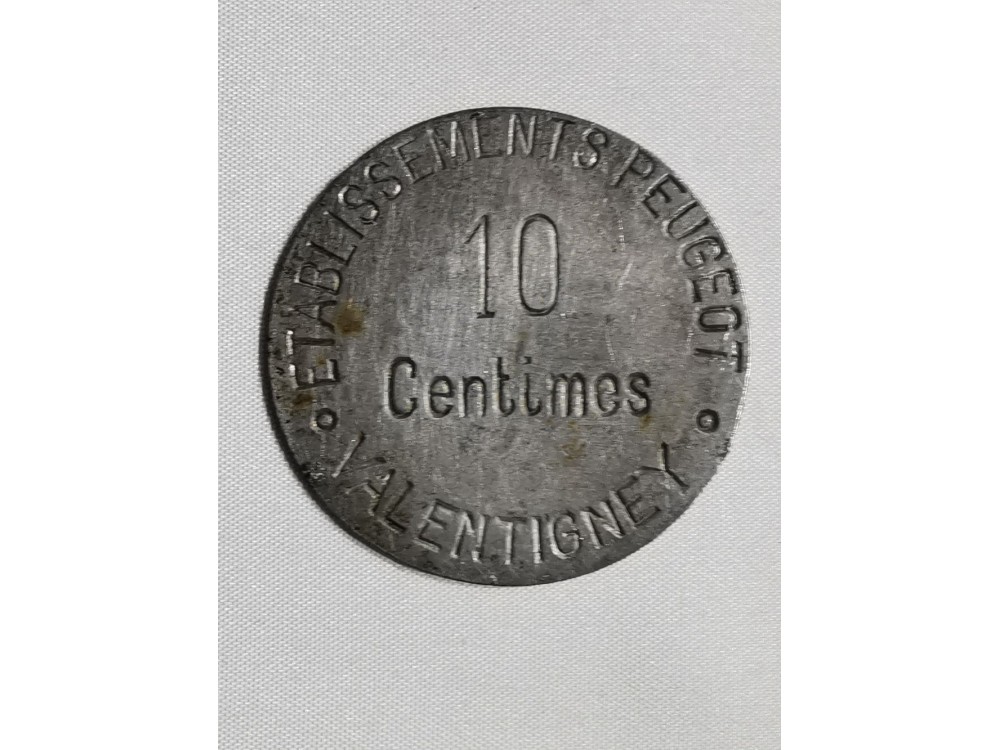 ETABLISSEMENTS PEUGEOT
10
Centimes
VALENTIGNEY